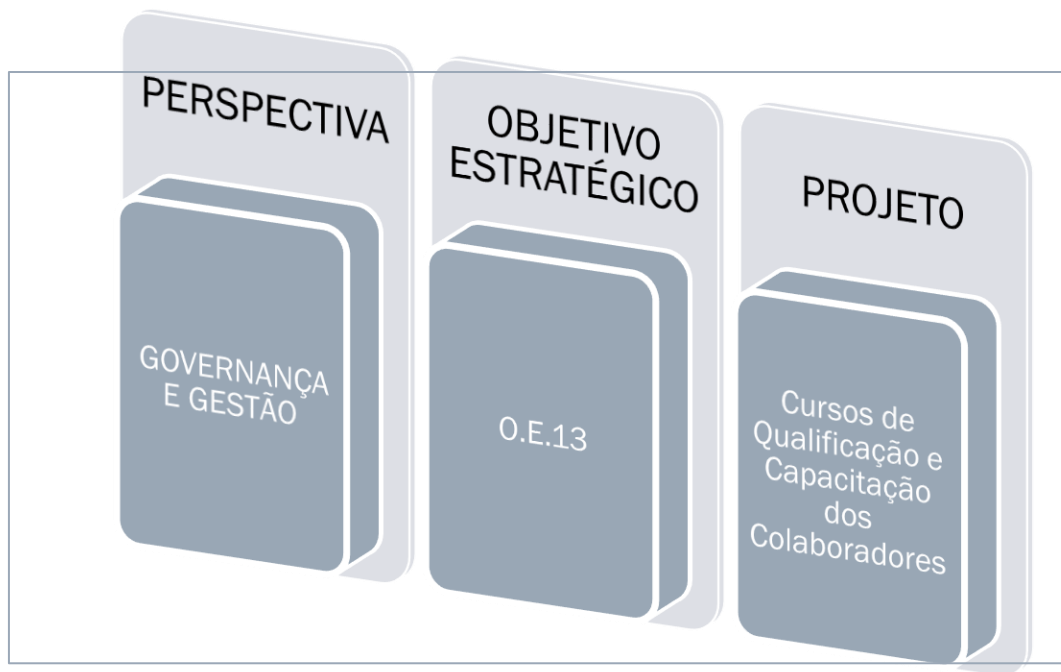 PERSPECTIVA
GOVERNANÇA
E GESTÃO
OBJETIVO
ESTRATÉGICO
O.E.13
PROJETO
Cursos de
Qualificação e
Capacitação
dos
Colaboradores